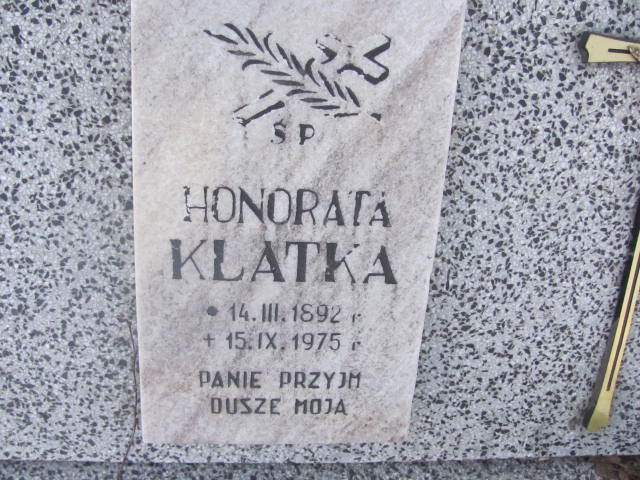 ŚP
HONORATA
KLATKA
* 14.III.1892 r
+ 15.IX.1975 r
PANIE PRZYJM
DUSZE MOJA